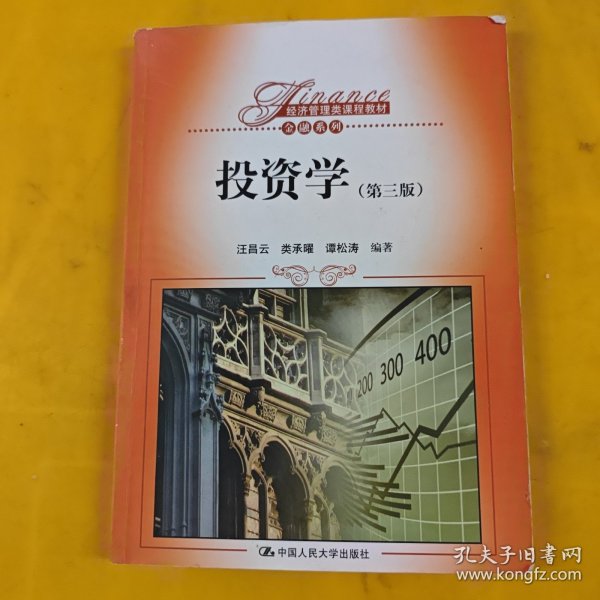 Finance
经济管理类课程教材
金融系列
投资学(第三版)
汪昌云 类承曜 谭松涛 编著
200 300 400
中国人民大学出版社
孔夫子旧书网
www.kongfz.com